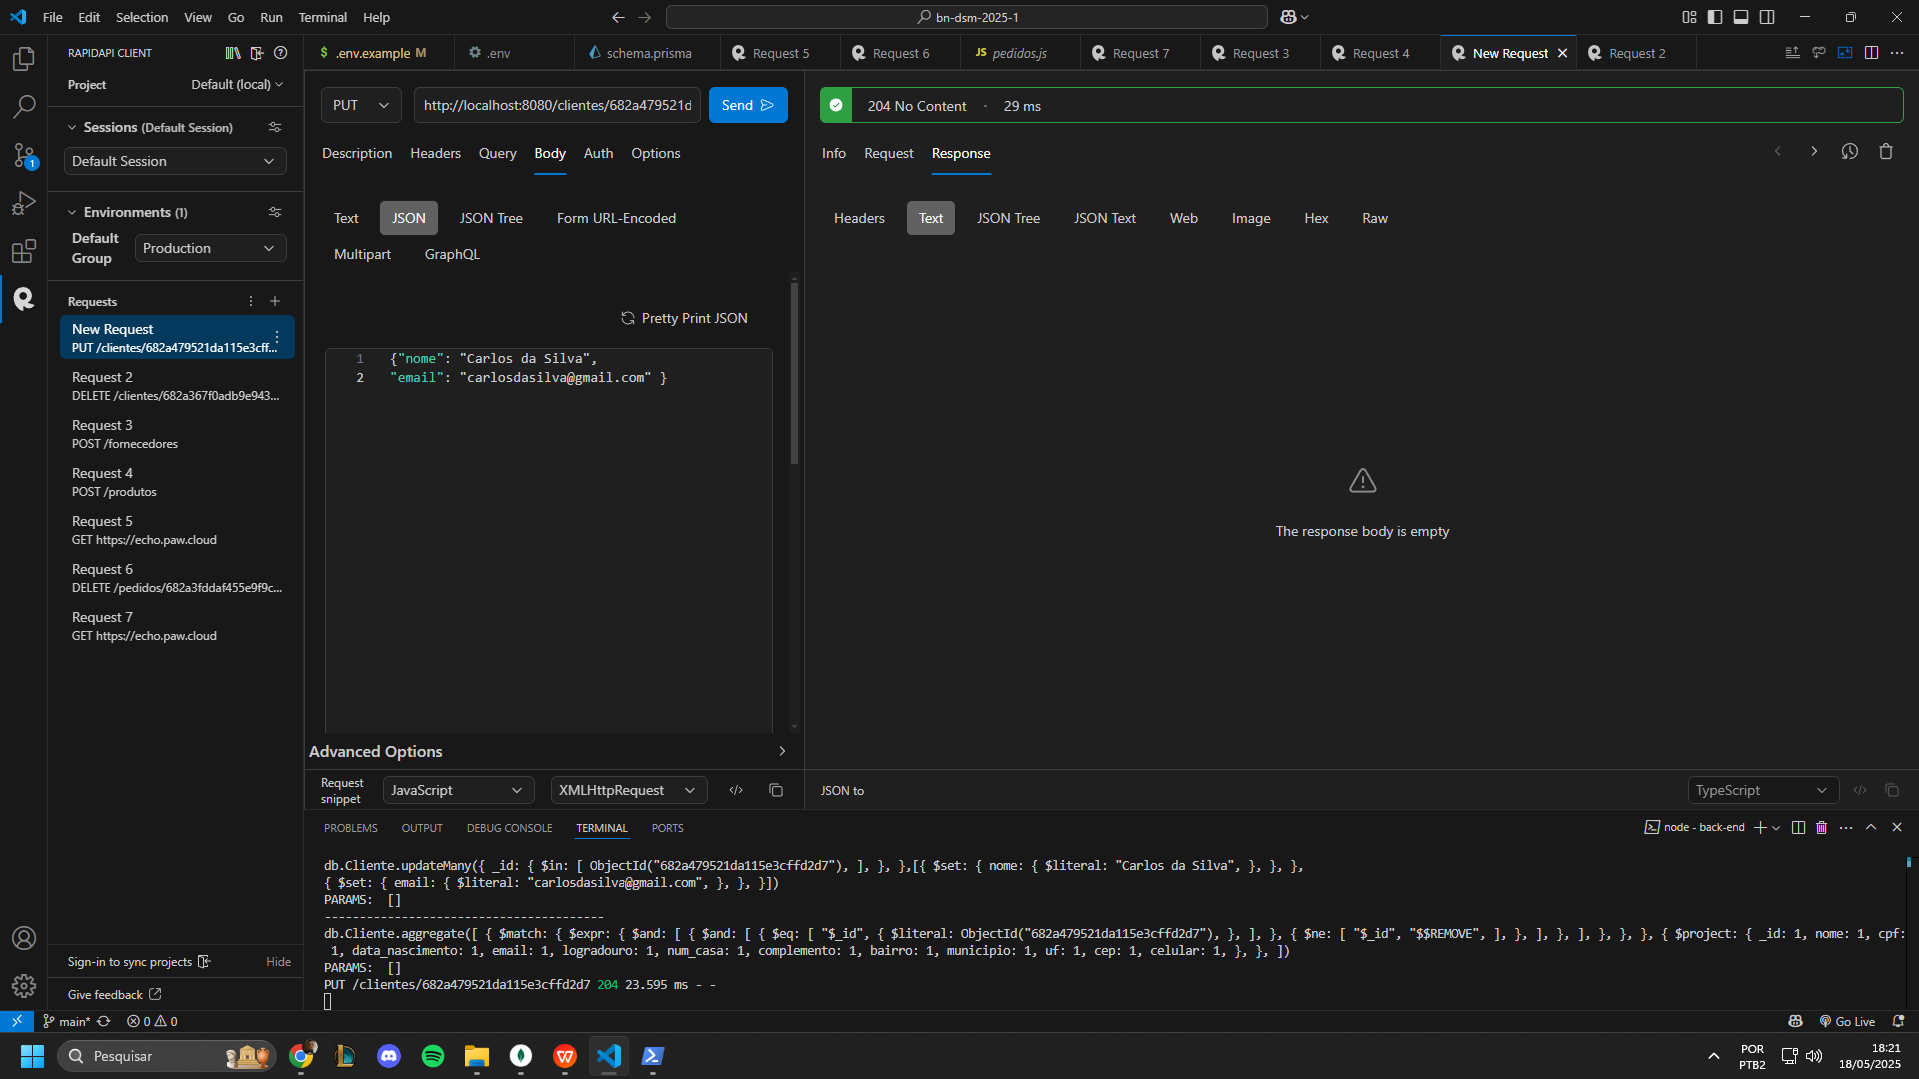 File Edit Selection View Go Run Terminal Help
bn-dsm-2025-1
RAPIDAPI CLIENT
Project Default (local)
Sessions (Default Session)
Default Session
Environments (1)
Default Group
Production
Requests
New Request
PUT /clientes/682a479521da115e3cff...
Request 2
DELETE /clientes/682a367f0adb9e943...
Request 3
POST /fornecedores
Request 4
POST /produtos
Request 5
GET https://echo.paw.cloud
Request 6
DELETE /pedidos/682a3fddaf455e9f9c...
Request 7
GET https://echo.paw.cloud
Sign-in to sync projects Hide
Give feedback
$ .env.example M
.env
schema.prisma
Request 5
Request 6
JS pedidos.js
Request 7
Request 3
Request 4
New Request
Request 2
PUT http://localhost:8080/clientes/682a479521d Send
Description Headers Query Body Auth Options
Text JSON JSON Tree Form URL-Encoded
Multipart GraphQL
Pretty Print JSON
1 {"nome": "Carlos da Silva",
2 "email": "carlosdasilva@gmail.com" }
Advanced Options
Request snippet JavaScript XMLHttpRequest
204 No Content · 29 ms
Info Request Response
Headers Text JSON Tree JSON Text Web Image Hex Raw
The response body is empty
JSON to TypeScript
PROBLEMS OUTPUT DEBUG CONSOLE TERMINAL PORTS
node - back-end
db.Cliente.updateMany({ _id: { $in: [ ObjectId("682a479521da115e3cffd2d7"), ], }, },[{ $set: { nome: { $literal: "Carlos da Silva", }, }, },
{ $set: { email: { $literal: "carlosdasilva@gmail.com", }, }, }])
PARAMS: []
----------------------------------------
db.Cliente.aggregate([ { $match: { $expr: { $and: [ { $and: [ { $eq: [ "$_id", { $literal: ObjectId("682a479521da115e3cffd2d7"), }, ], }, { $ne: [ "$_id", "$$REMOVE", ], }, ], }, ], }, }, }, { $project: { _id: 1, nome: 1, cpf:
1, data_nascimento: 1, email: 1, logradouro: 1, num_casa: 1, complemento: 1, bairro: 1, municipio: 1, uf: 1, cep: 1, celular: 1, }, }, ])
PARAMS: []
PUT /clientes/682a479521da115e3cffd2d7 204 23.595 ms - -
main* 0 0 Go Live
Pesquisar
POR
PTB2
18:21
18/05/2025